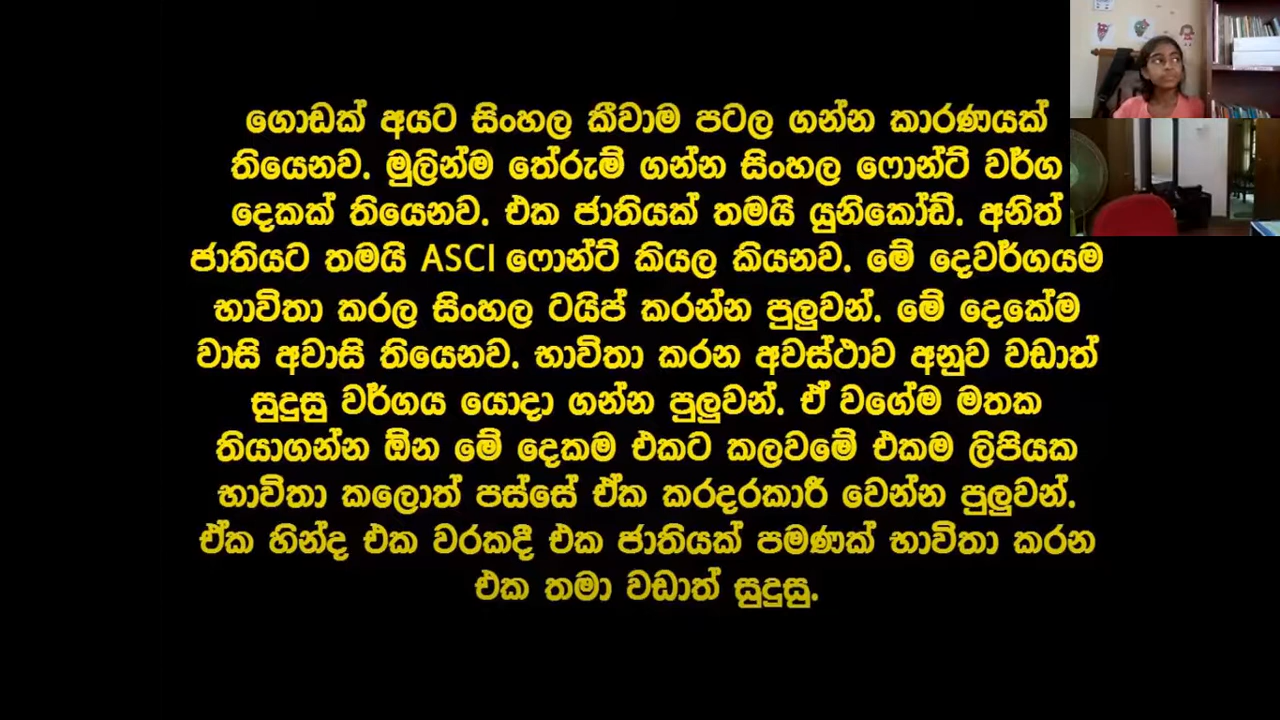 ගොඩක් අයට සිංහල කීවාම පටල ගන්න කාරණයක්
තියෙනව. මුලින්ම තේරුම් ගන්න සිංහල ෆොන්ට් වර්ග
දෙකක් තියෙනව. එක ජාතියක් තමයි යුනිකෝඩ්. අනිත්
ජාතියට තමයි ASCI ෆොන්ට් කියල කියනව. මේ දෙවර්ගයම
භාවිතා කරල සිංහල ටයිප් කරන්න පුලුවන්. මේ දෙකේම
වාසි අවාසි තියෙනව. භාවිතා කරන අවස්ථාව අනුව වඩාත්
සුදුසු වර්ගය යොදා ගන්න පුලුවන්. ඒ වගේම මතක
තියාගන්න ඕන මේ දෙකම එකට කලවමේ එකම ලිපියක
භාවිතා කලොත් පස්සේ ඒක කරදරකාරී වෙන්න පුලුවන්.
ඒක හින්ද එක වරකදී එක ජාතියක් පමණක් භාවිතා කරන
එක තමා වඩාත් සුදුසු.